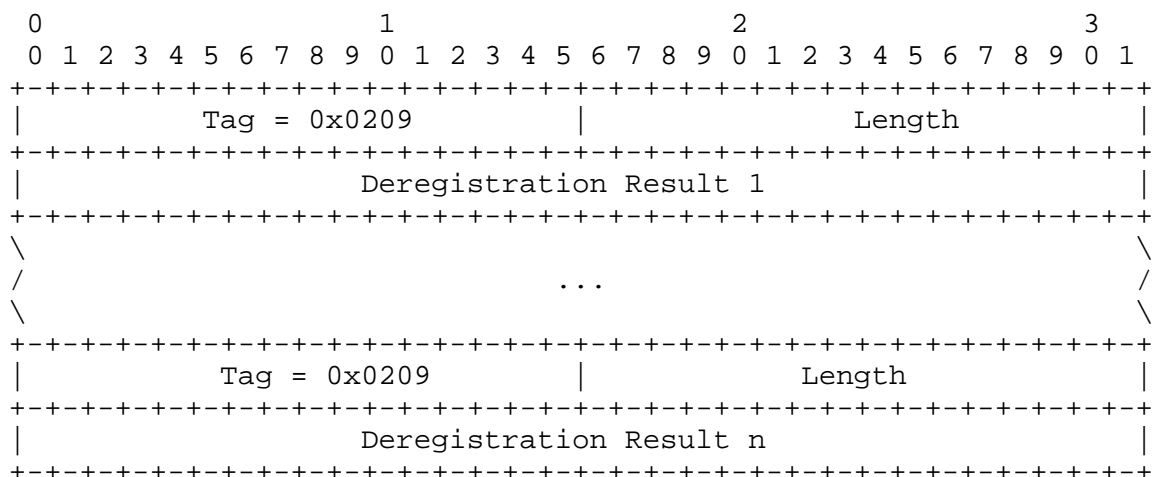 0                   1                   2                   3
 0 1 2 3 4 5 6 7 8 9 0 1 2 3 4 5 6 7 8 9 0 1 2 3 4 5 6 7 8 9 0 1
+-+-+-+-+-+-+-+-+-+-+-+-+-+-+-+-+-+-+-+-+-+-+-+-+-+-+-+-+-+-+-+-+
|          Tag = 0x0209         |               Length          |
+-+-+-+-+-+-+-+-+-+-+-+-+-+-+-+-+-+-+-+-+-+-+-+-+-+-+-+-+-+-+-+-+
|                   Deregistration Result 1                     |
+-+-+-+-+-+-+-+-+-+-+-+-+-+-+-+-+-+-+-+-+-+-+-+-+-+-+-+-+-+-+-+-+
\                                                               \
/                              ...                              /
\                                                               \
+-+-+-+-+-+-+-+-+-+-+-+-+-+-+-+-+-+-+-+-+-+-+-+-+-+-+-+-+-+-+-+-+
|           Tag = 0x0209        |            Length             |
+-+-+-+-+-+-+-+-+-+-+-+-+-+-+-+-+-+-+-+-+-+-+-+-+-+-+-+-+-+-+-+-+
|                   Deregistration Result n                     |
+-+-+-+-+-+-+-+-+-+-+-+-+-+-+-+-+-+-+-+-+-+-+-+-+-+-+-+-+-+-+-+-+